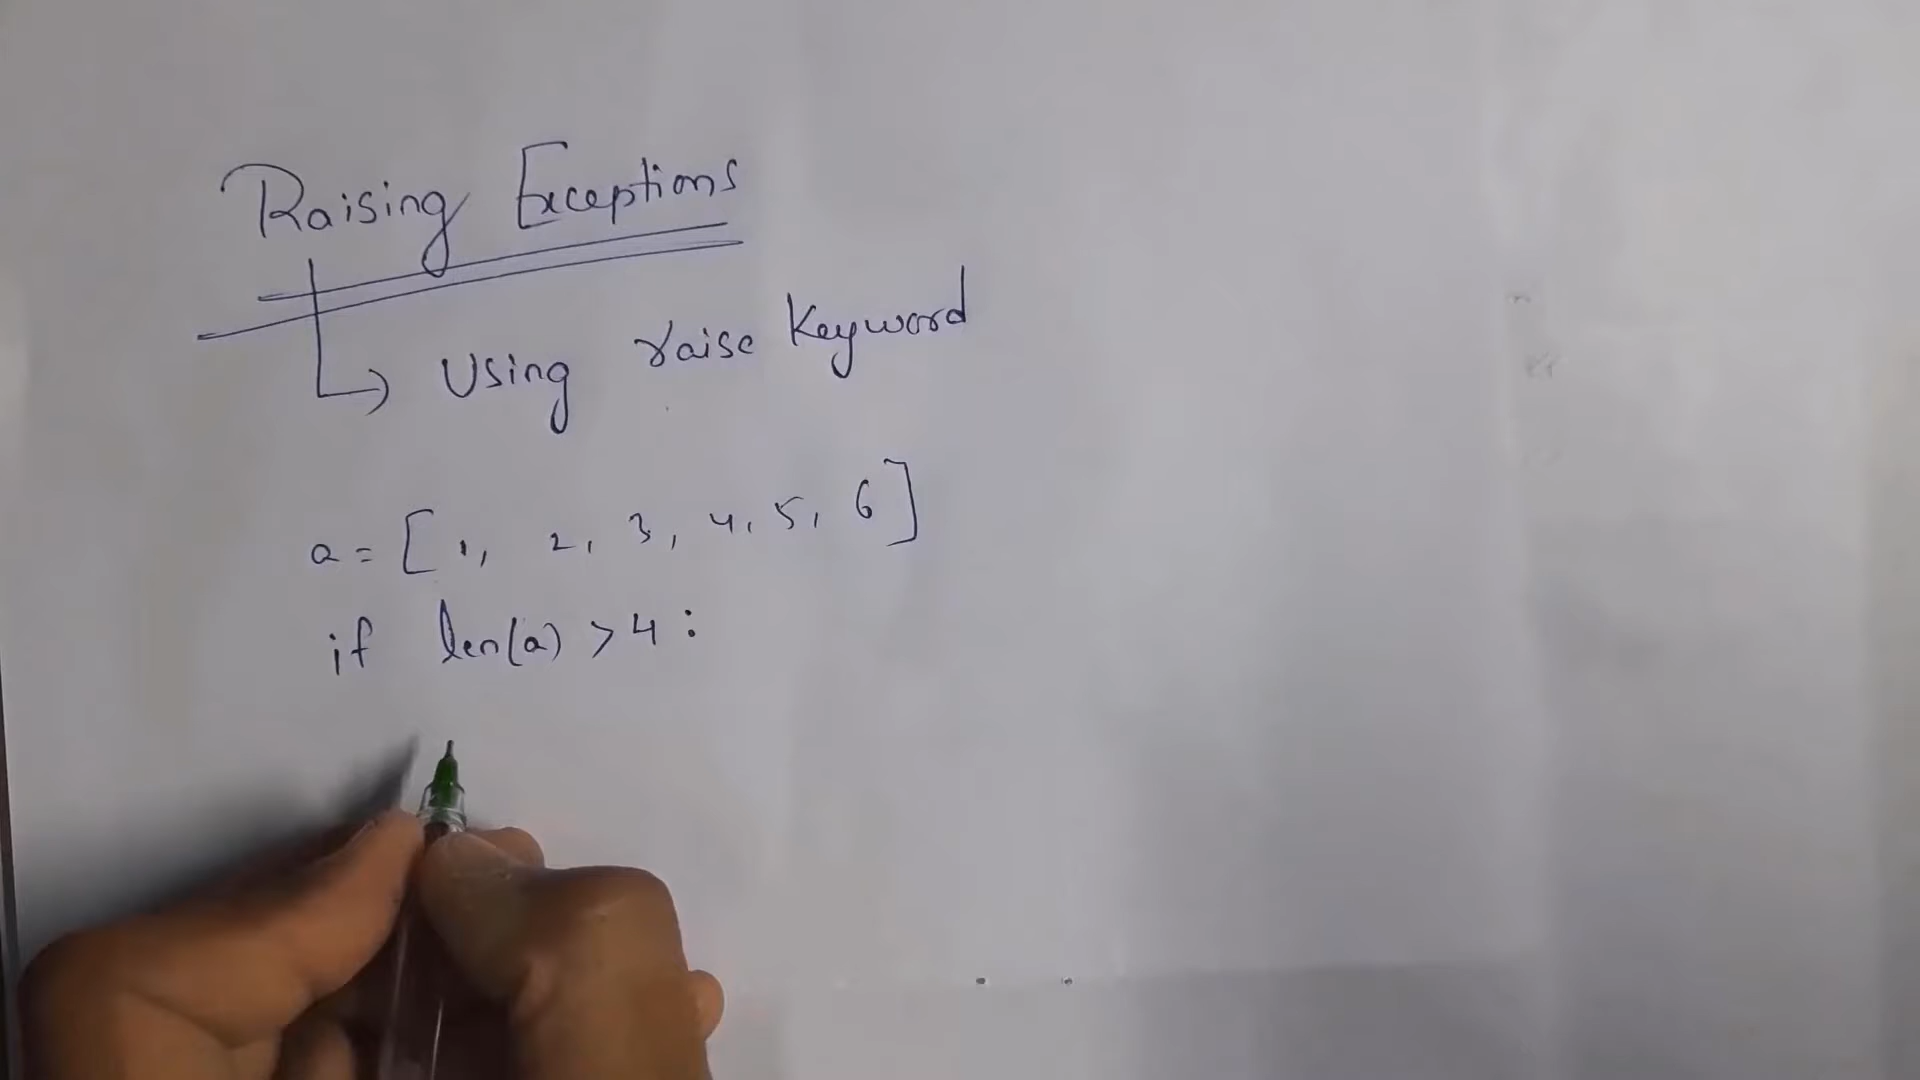 Raising Exceptions
Using raise Keyword
a = [1, 2, 3, 4, 5, 6]
if len(a) > 4 :